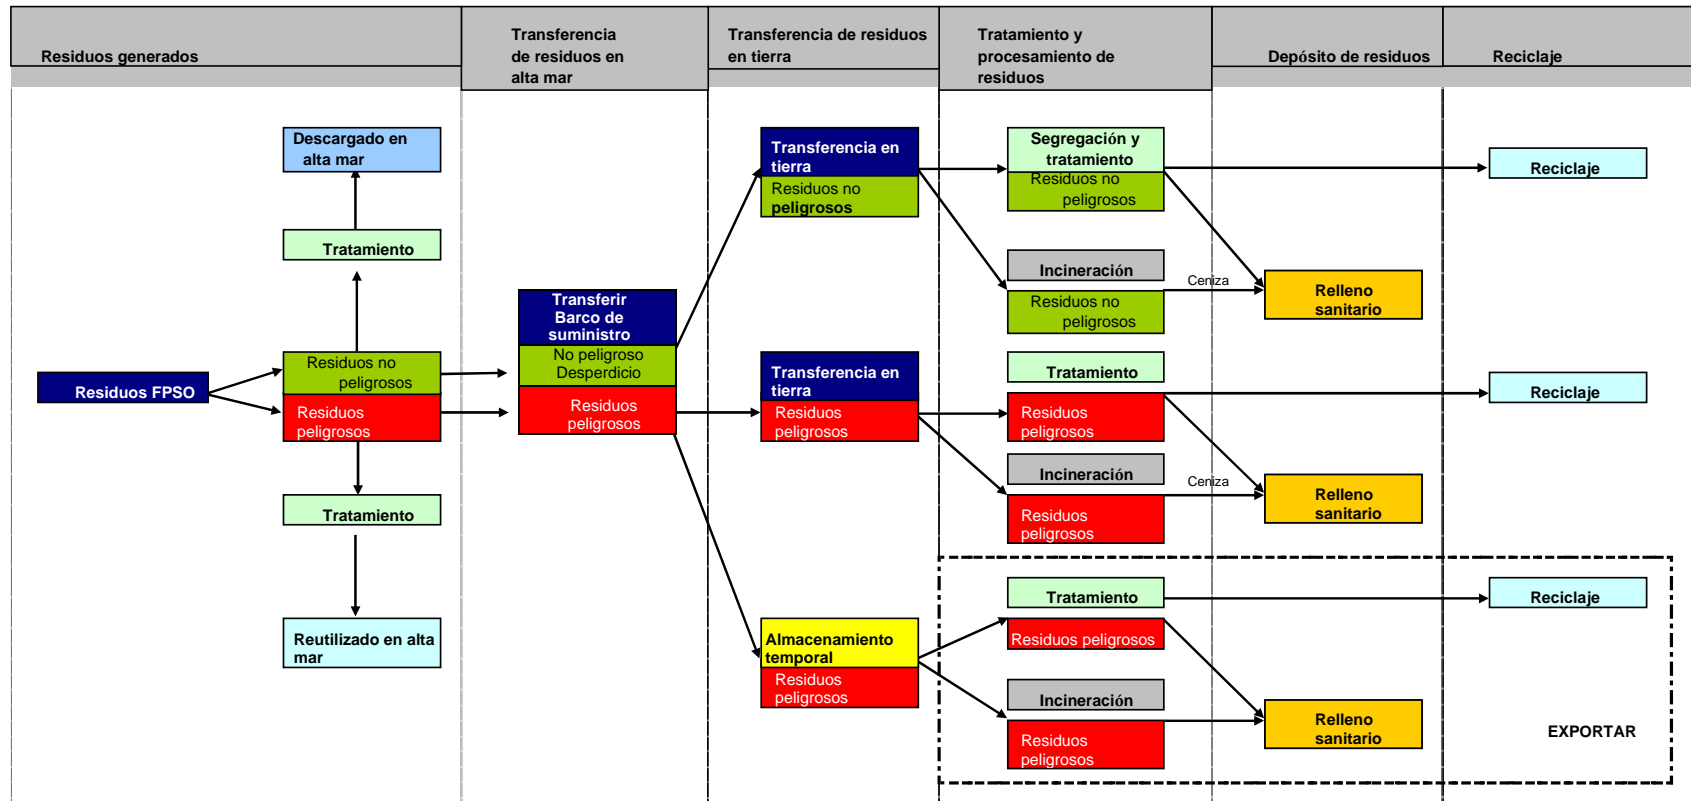 Residuos generados
Transferencia
de residuos en
alta mar
Transferencia de residuos
en tierra
Tratamiento y
procesamiento de
residuos
Depósito de residuos
Reciclaje
Descargado en
alta mar
Tratamiento
Residuos FPSO
Residuos no
peligrosos
Residuos
peligrosos
Tratamiento
Reutilizado en alta
mar
Transferir
Barco de
suministro
No peligroso
Desperdicio
Residuos
peligrosos
Transferencia en
tierra
Residuos no
peligrosos
Transferencia en
tierra
Residuos
peligrosos
Almacenamiento
temporal
Residuos
peligrosos
Segregación y
tratamiento
Residuos no
peligrosos
Incineración
Residuos no
peligrosos
Ceniza
Relleno
sanitario
Reciclaje
Tratamiento
Residuos
peligrosos
Incineración
Residuos
peligrosos
Ceniza
Relleno
sanitario
Reciclaje
Tratamiento
Residuos peligrosos
Incineración
Residuos
peligrosos
Relleno
sanitario
Reciclaje
EXPORTAR